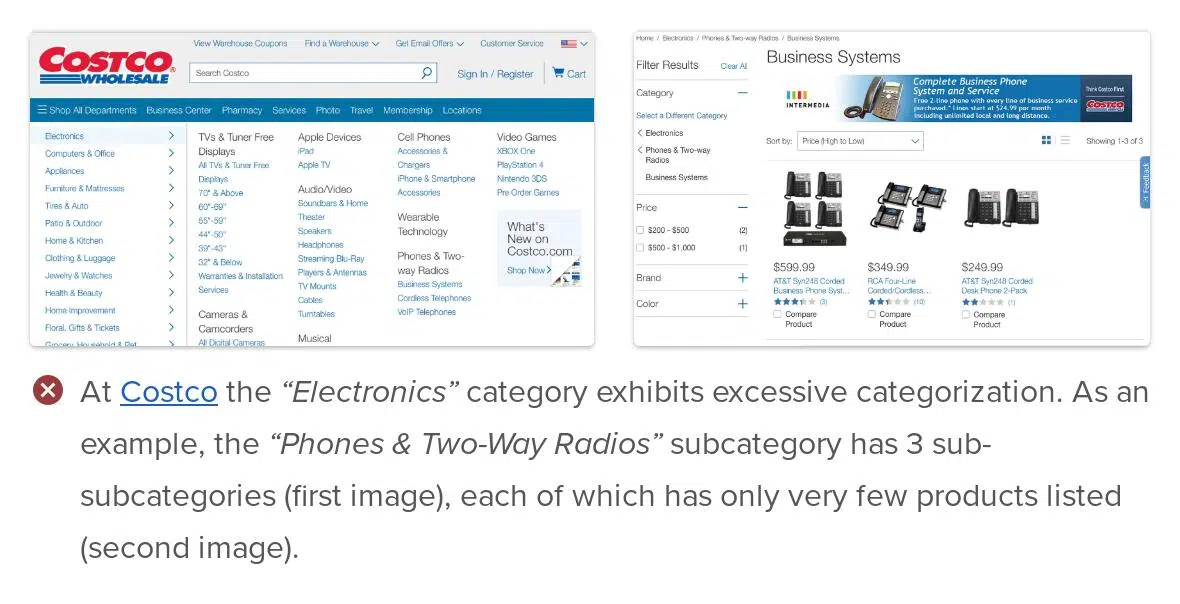 View Warehouse Coupons Find a Warehouse Get Email Offers Customer Service
COSTCO
WHOLESALE
Search Costco
Sign In / Register Cart
Shop All Departments Business Center Pharmacy Services Photo Travel Membership Locations
Electronics
Computers & Office
Appliances
Furniture & Mattresses
Tires & Auto
Patio & Outdoor
Home & Kitchen
Clothing & Luggage
Jewelry & Watches
Health & Beauty
Home Improvement
Floral, Gifts & Tickets
Grocery, Household & Pet
TVs & Tuner Free
Displays
All TVs & Tuner Free
Displays
70" & Above
60"-69"
55"-59"
44"-50"
39"-43"
32" & Below
Warranties & Installation
Services
Cameras &
Camcorders
All Digital Cameras
Apple Devices
iPad
Apple TV
Audio/Video
Soundbars & Home
Theater
Speakers
Headphones
Streaming Blu-Ray
Players & Antennas
TV Mounts
Cables
Turntables
Musical
Cell Phones
Accessories &
Chargers
iPhone & Smartphone
Accessories
Wearable
Technology
Phones & Two-
way Radios
Business Systems
Cordless Telephones
VoIP Telephones
Video Games
XBOX One
PlayStation 4
Nintendo 3DS
Pre Order Games
What's
New on
Costco.com
Shop Now
Home / Electronics / Phones & Two-way Radios / Business Systems
Filter Results Clear All
Category
Select a Different Category
Electronics
Phones & Two-way
Radios
Business Systems
Price
$200 - $500 (2)
$500 - $1,000 (1)
Brand
Color
Business Systems
INTERMEDIA
Complete Business Phone
System and Service
Free 2-line phone with every line of business service
purchased.* Lines start at $24.99 per month
including unlimited local and long distance.
Think Costco First
COSTCO
Sort by: Price (High to Low) Showing 1-3 of 3
Feedback
$599.99
AT&T Syn248 Corded
Business Phone Syst...
(3)
Compare
Product
$349.99
RCA Four-Line
Corded/Cordless...
(10)
Compare
Product
$249.99
AT&T Syn248 Corded
Desk Phone 2-Pack
(1)
Compare
Product
At Costco the “Electronics” category exhibits excessive categorization. As an
example, the “Phones & Two-Way Radios” subcategory has 3 sub-
subcategories (first image), each of which has only very few products listed
(second image).